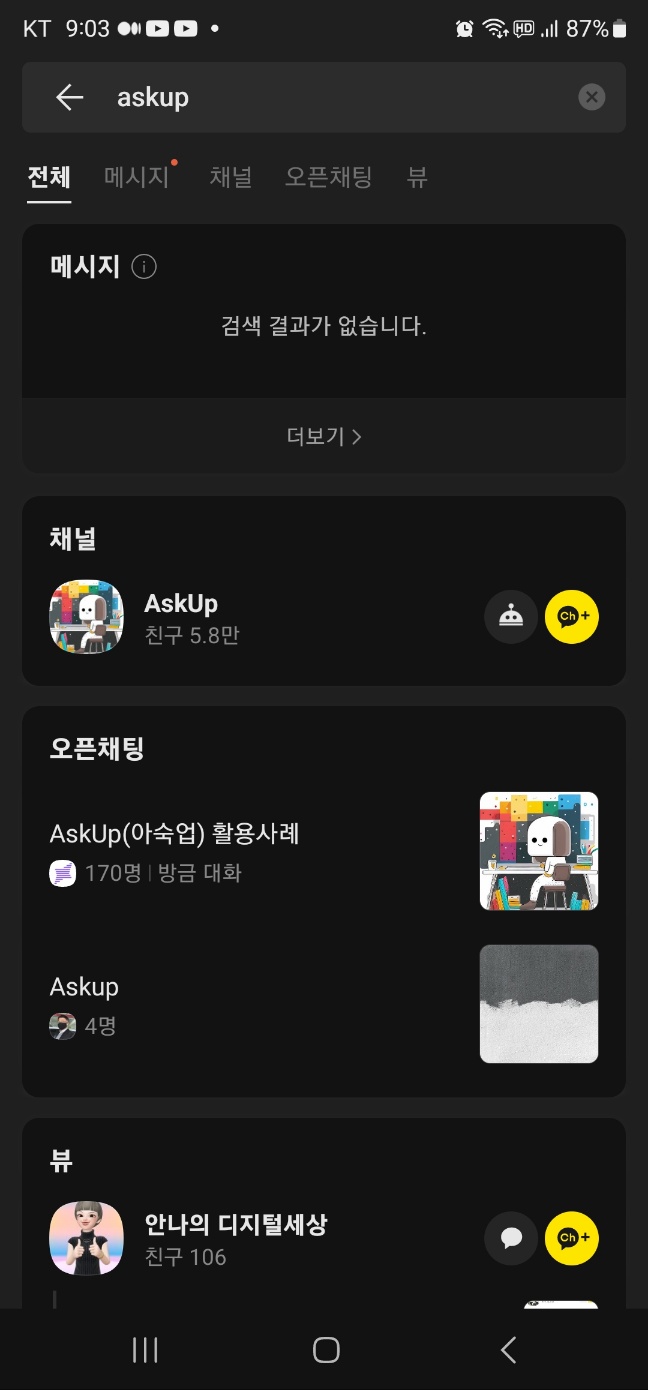 KT 9:03 HD 87%
askup
전체 메시지 채널 오픈채팅 뷰
메시지
검색 결과가 없습니다.
더보기
채널
AskUp
친구 5.8만
Ch+
오픈채팅
AskUp(아숙업) 활용사례
170명 | 방금 대화
Askup
4명
뷰
안나의 디지털세상
친구 106
Ch+